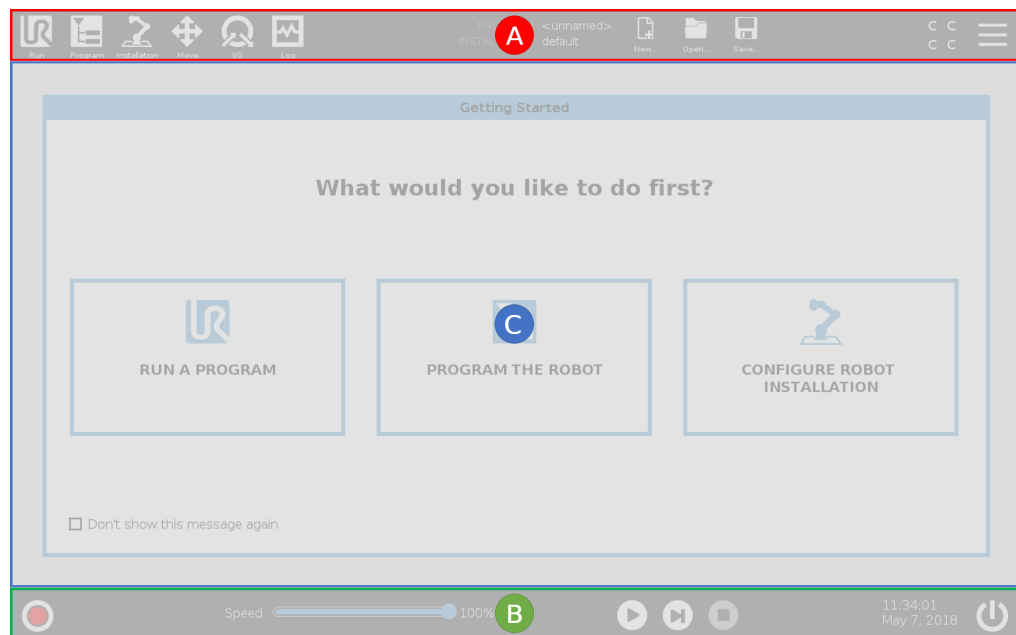 Run Program Installation Move I/O Log
<unnamed>
default
New... Open... Save...
C C
C C
A
Getting Started
What would you like to do first?
C
RUN A PROGRAM
PROGRAM THE ROBOT
CONFIGURE ROBOT
INSTALLATION
Don't show this message again
Speed 100%
B
11:34:01
May 7, 2018